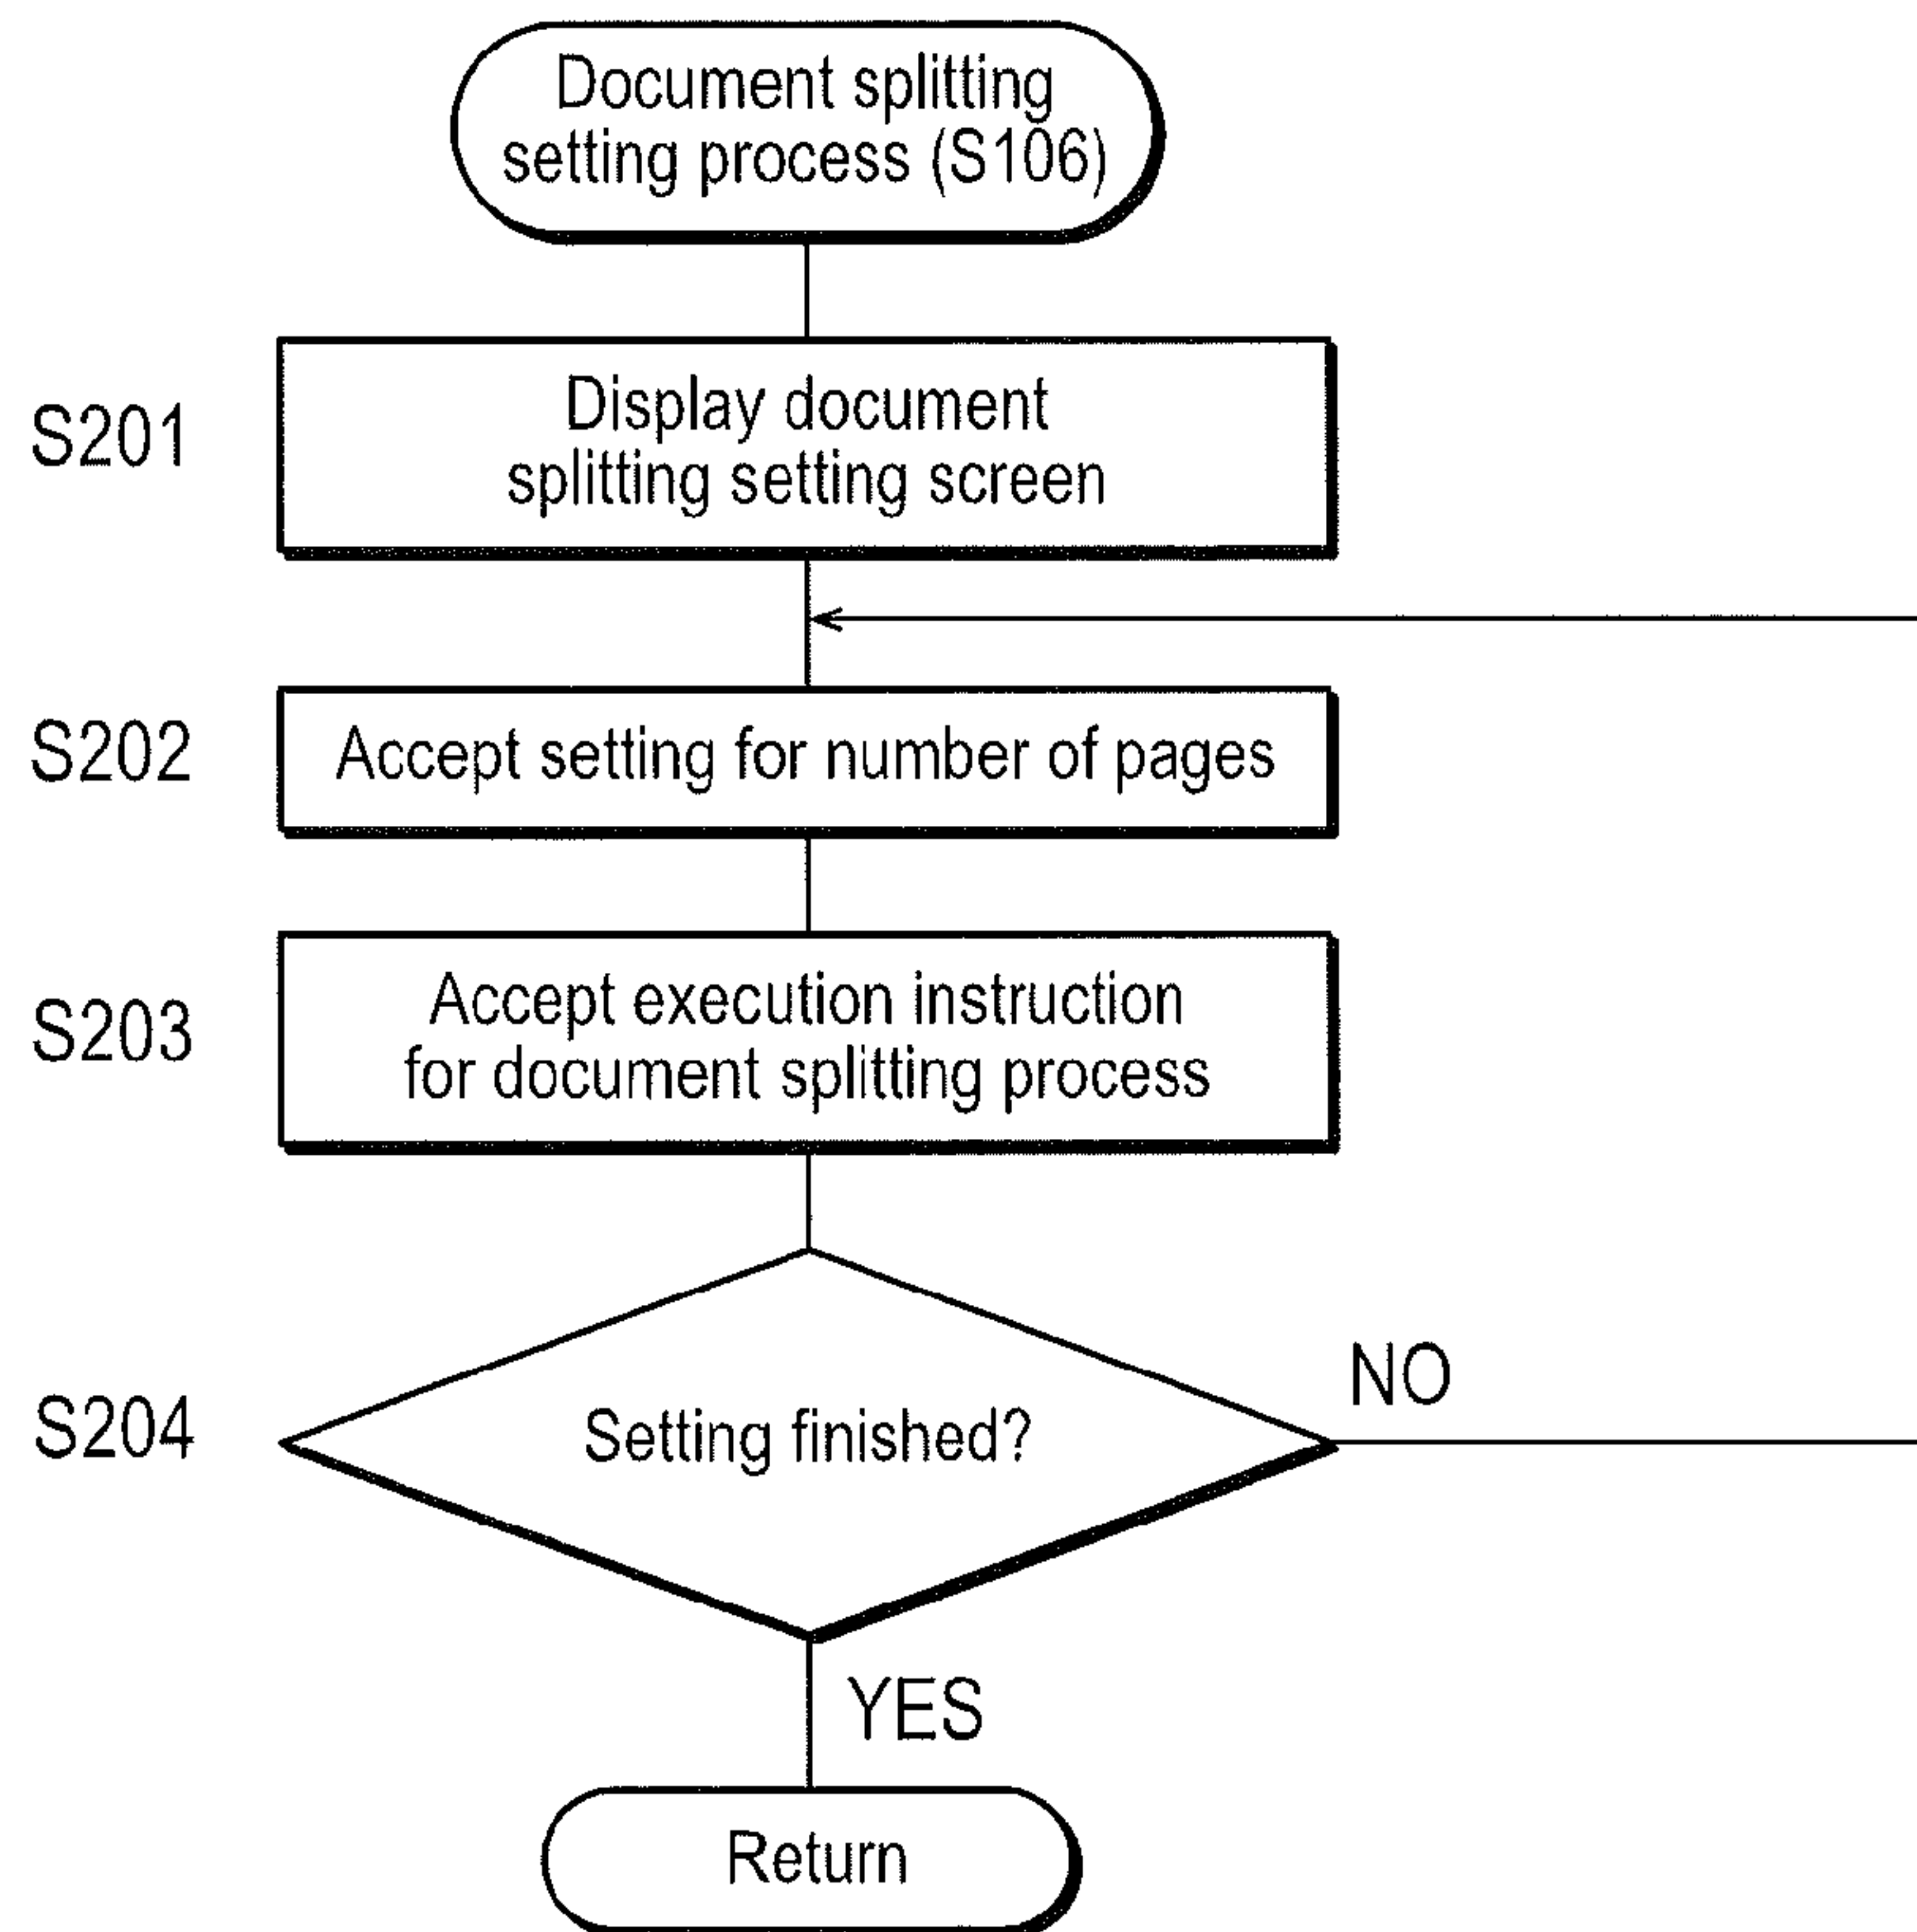 Document splitting
setting process (S106)
S201
Display document
splitting setting screen
S202
Accept setting for number of pages
S203
Accept execution instruction
for document splitting process
S204
Setting finished?
NO
YES
Return